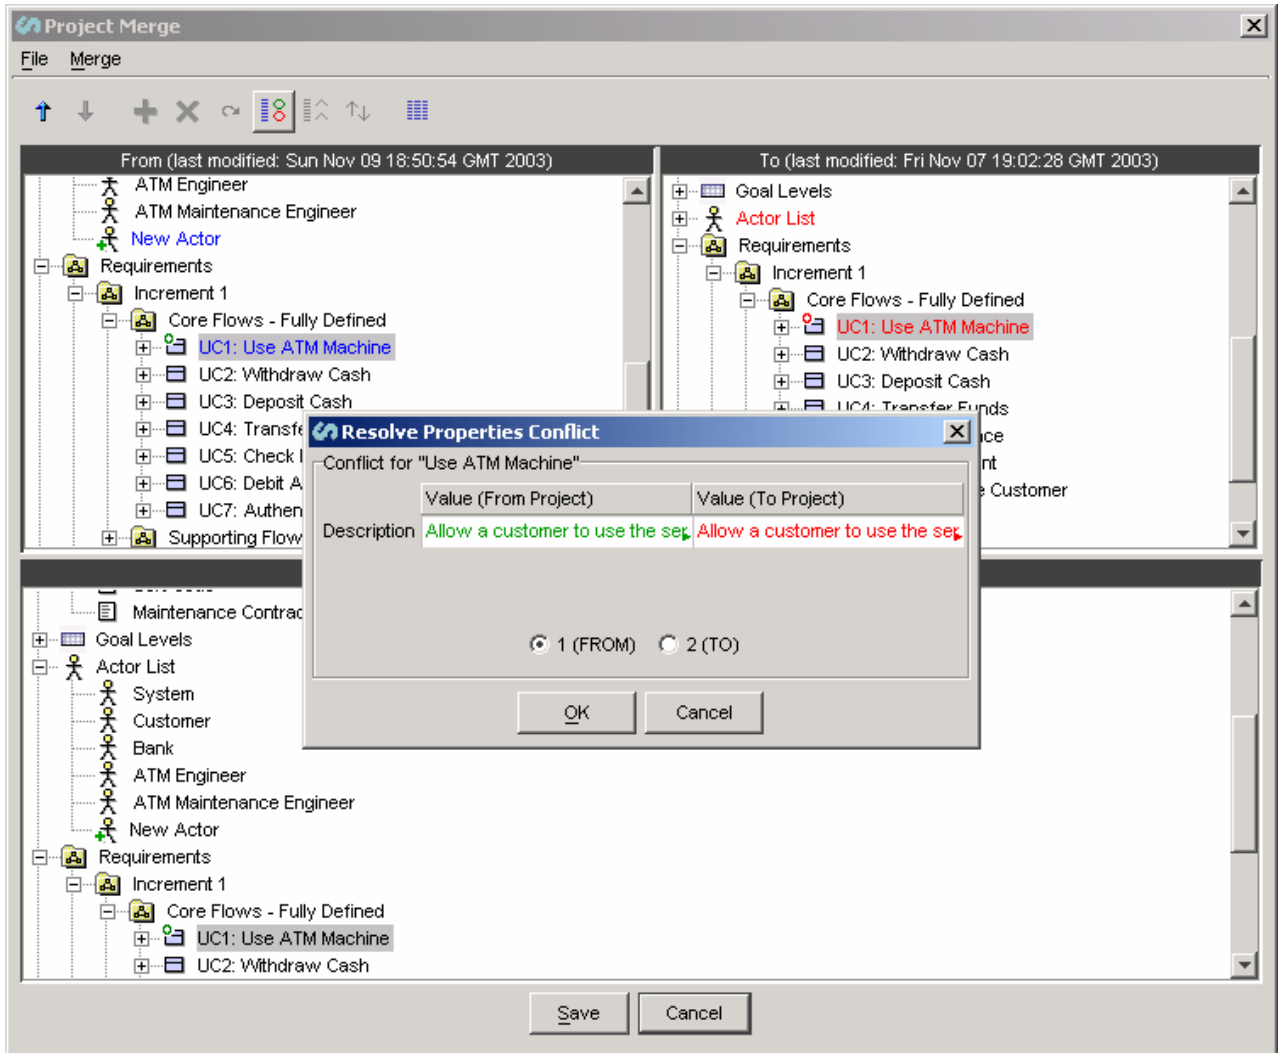 Project Merge
File Merge
From (last modified: Sun Nov 09 18:50:54 GMT 2003)
ATM Engineer
ATM Maintenance Engineer
New Actor
Requirements
Increment 1
Core Flows - Fully Defined
UC1: Use ATM Machine
UC2: Withdraw Cash
UC3: Deposit Cash
UC4: Transfe
UC5: Check
UC6: Debit A
UC7: Authen
Supporting Flow
To (last modified: Fri Nov 07 19:02:28 GMT 2003)
Goal Levels
Actor List
Requirements
Increment 1
Core Flows - Fully Defined
UC1: Use ATM Machine
UC2: Withdraw Cash
UC3: Deposit Cash
UC4: Transfer Funds
ce
nt
Customer
Resolve Properties Conflict
Conflict for "Use ATM Machine"
Value (From Project) Value (To Project)
Description Allow a customer to use the ser Allow a customer to use the ser
1 (FROM) 2 (TO)
OK Cancel
Maintenance Contrac
Goal Levels
Actor List
System
Customer
Bank
ATM Engineer
ATM Maintenance Engineer
New Actor
Requirements
Increment 1
Core Flows - Fully Defined
UC1: Use ATM Machine
UC2: Withdraw Cash
Save Cancel